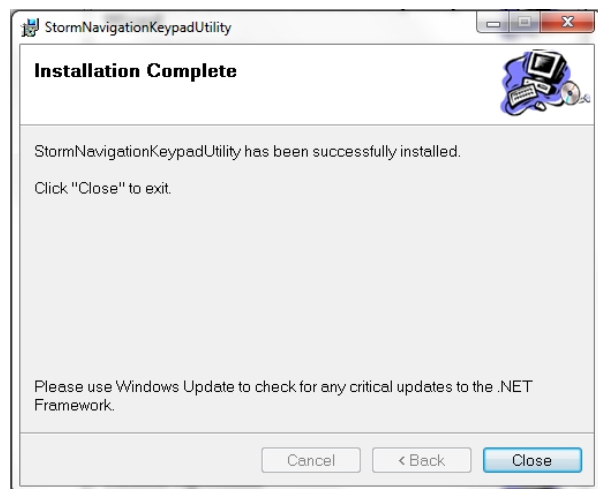 StormNavigationKeypadUtility
Installation Complete
StormNavigationKeypadUtility has been successfully installed.
Click "Close" to exit.
Please use Windows Update to check for any critical updates to the .NET
Framework.
Cancel
< Back
Close